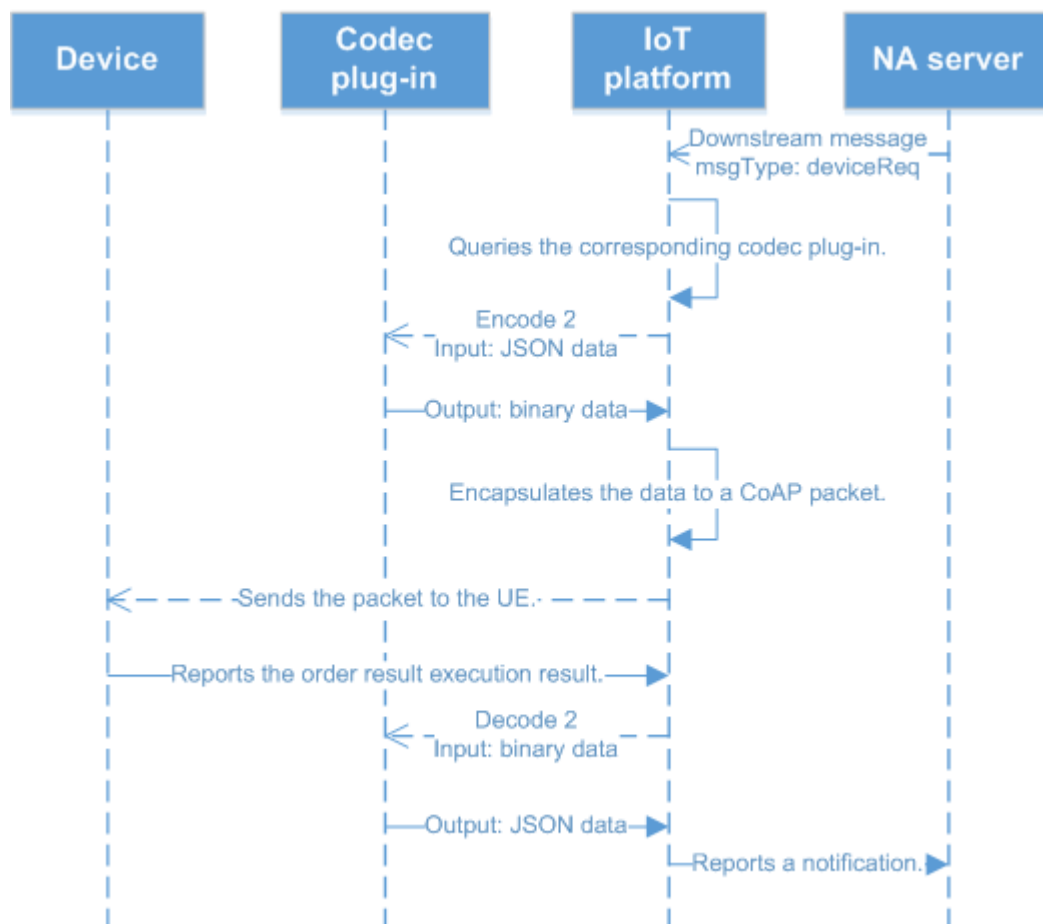 Device
Codec
plug-in
IoT
platform
NA server
Downstream message
msgType: deviceReq
Queries the corresponding codec plug-in.
Encode 2
Input: JSON data
Output: binary data
Encapsulates the data to a CoAP packet.
Sends the packet to the UE.
Reports the order result execution result.
Decode 2
Input: binary data
Output: JSON data
Reports a notification.